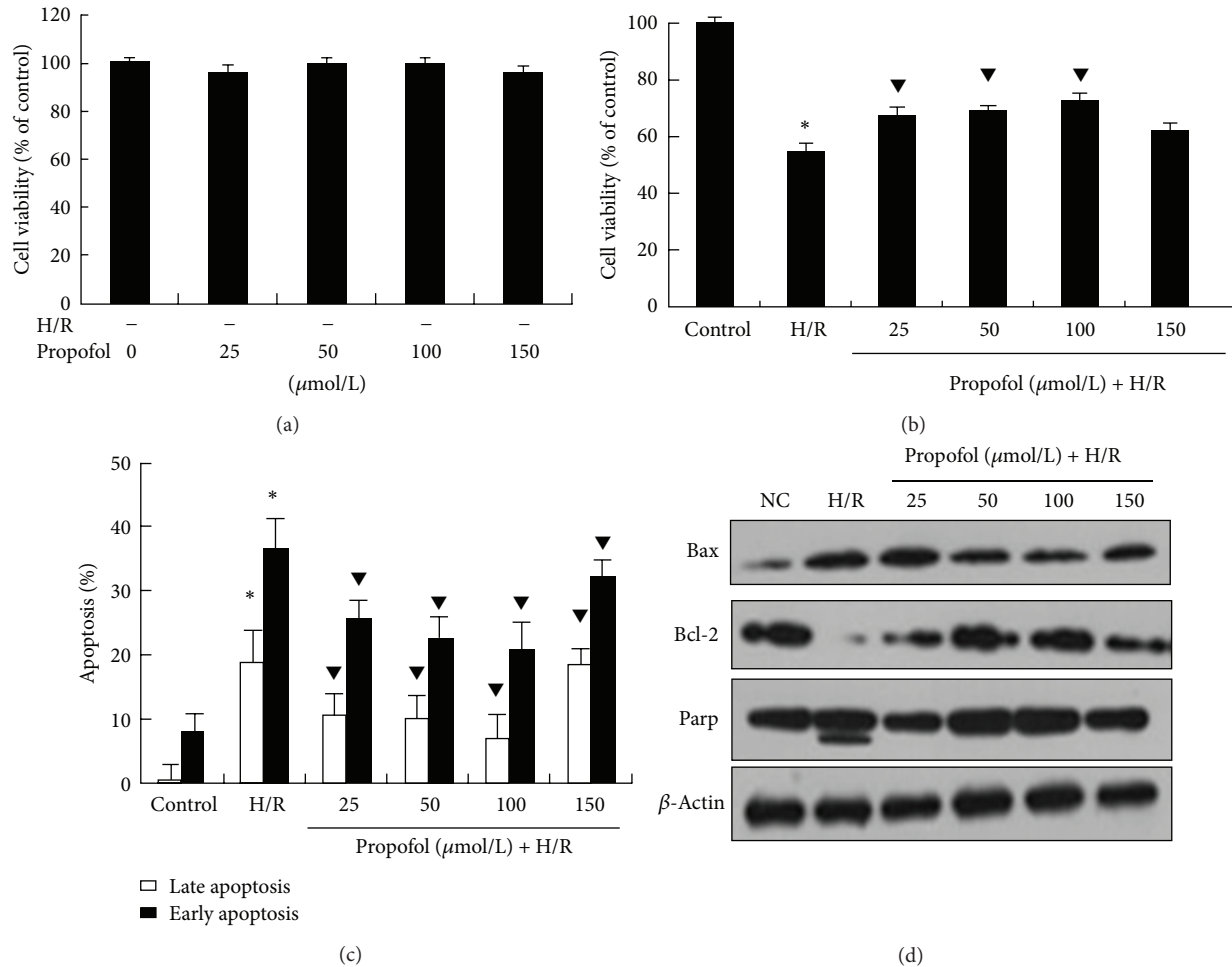 120
100
80
60
40
20
0
Cell viability (% of control)
H/R – – – – –
Propofol 0 25 50 100 150
(μmol/L)
(a)
100
80
60
40
20
0
Cell viability (% of control)
*
Control H/R 25 50 100 150
Propofol (μmol/L) + H/R
(b)
50
40
30
20
10
0
Apoptosis (%)
*
*
Control H/R 25 50 100 150
Propofol (μmol/L) + H/R
Late apoptosis
Early apoptosis
(c)
Propofol (μmol/L) + H/R
NC H/R 25 50 100 150
Bax
Bcl-2
Parp
β-Actin
(d)